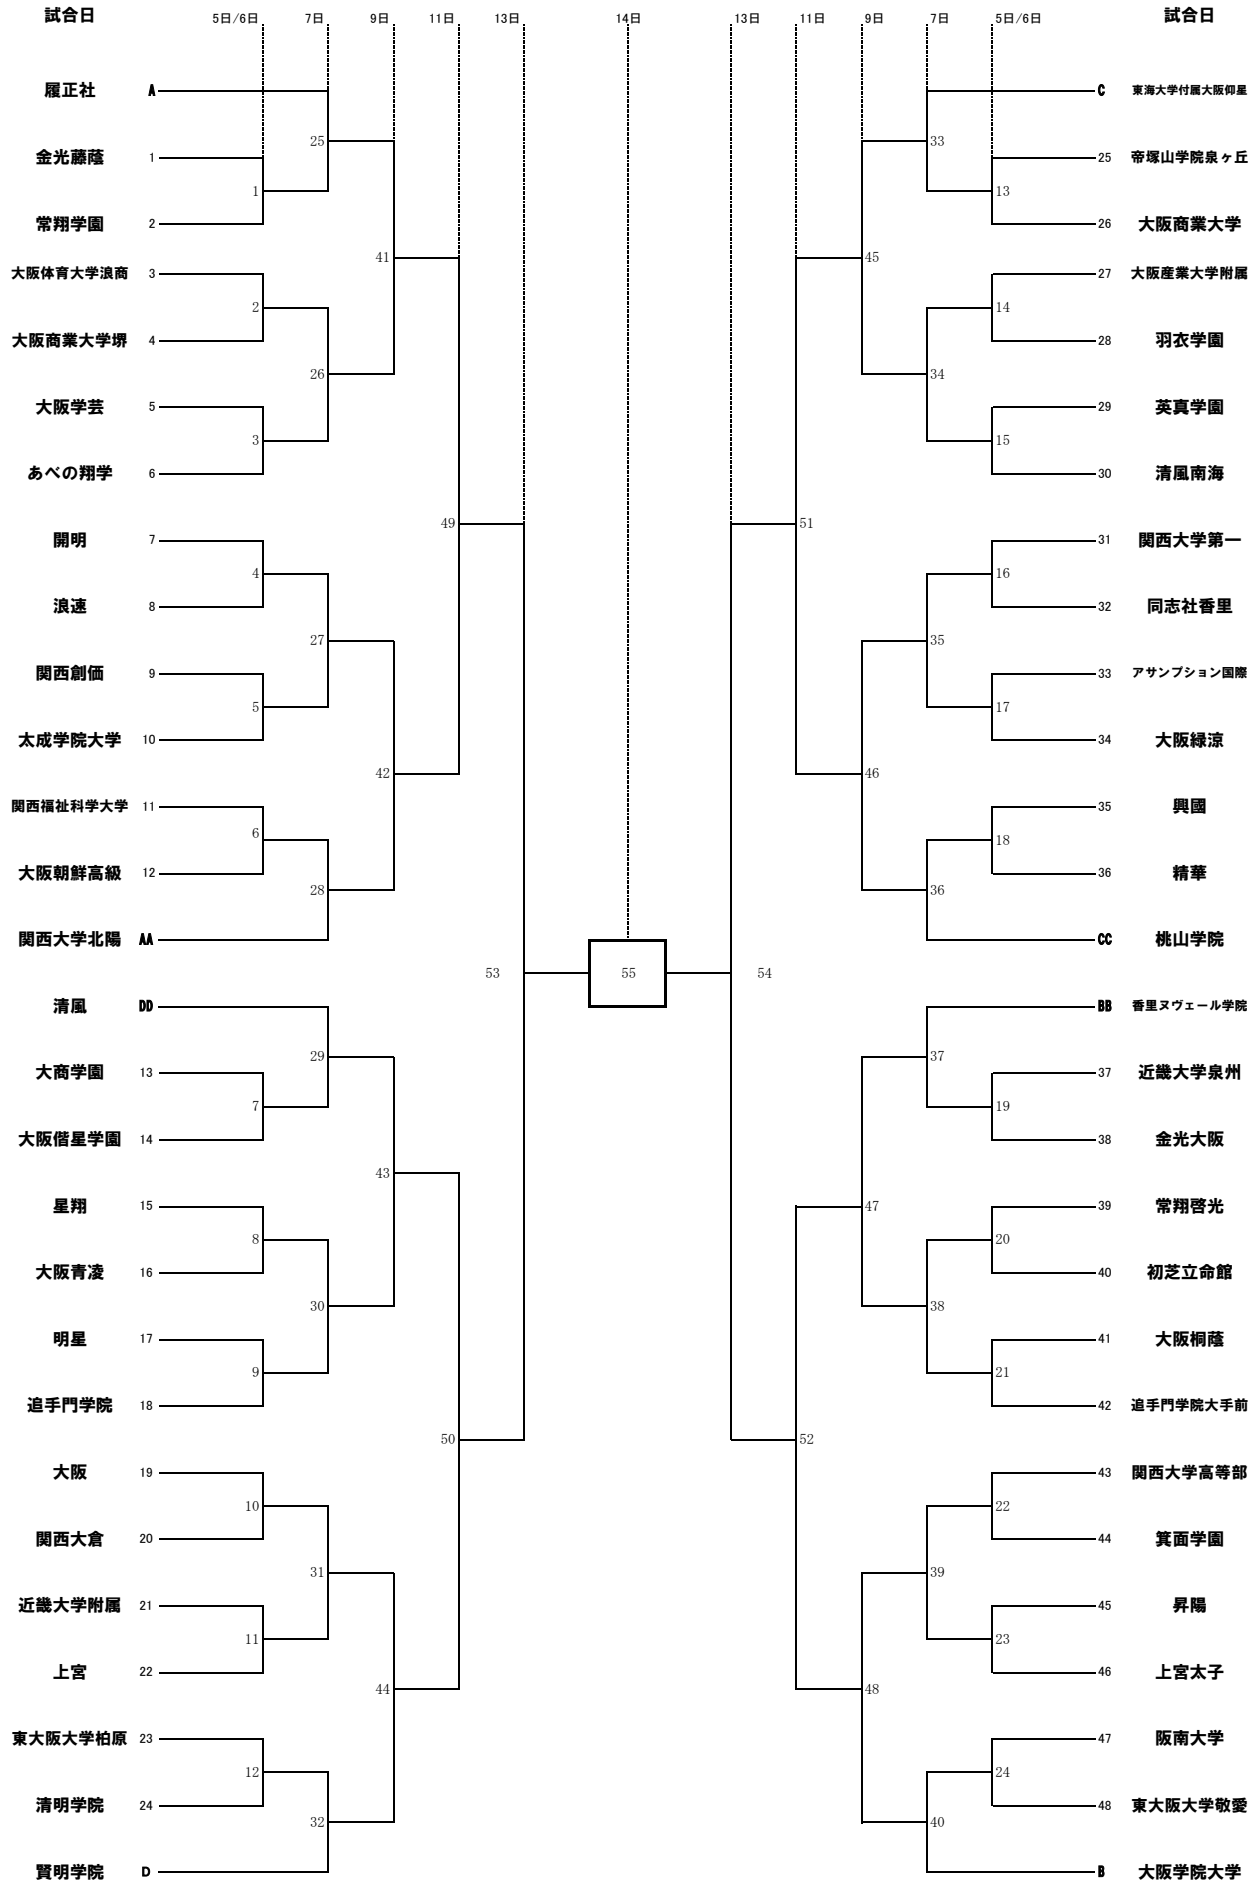 試合日 5日/6日 7日 9日 11日 13日 14日 13日 11日 9日 7日 5日/6日 試合日
履正社 A
25
金光藤蔭 1
1
常翔学園 2
41
大阪体育大学浪商 3
2
大阪商業大学堺 4
26
大阪学芸 5
3
あべの翔学 6
49
開明 7
4
浪速 8
27
関西創価 9
5
太成学院大学 10
42
関西福祉科学大学 11
6
大阪朝鮮高級 12
28
関西大学北陽 AA
53
清風 DD
29
大商学園 13
7
大阪偕星学園 14
43
星翔 15
8
大阪青凌 16
30
明星 17
9
追手門学院 18
50
大阪 19
10
関西大倉 20
31
近畿大学附属 21
11
上宮 22
44
東大阪大学柏原 23
12
清明学院 24
32
賢明学院 D
55
C 東海大学付属大阪仰星
33
25 帝塚山学院泉ヶ丘
13
26 大阪商業大学
45
27 大阪産業大学附属
14
28 羽衣学園
34
29 英真学園
15
30 清風南海
51
31 関西大学第一
16
32 同志社香里
35
33 アサンプション国際
17
34 大阪緑涼
46
35 興國
18
36 精華
36
CC 桃山学院
54
BB 香里ヌヴェール学院
37
37 近畿大学泉州
19
38 金光大阪
47
39 常翔啓光
20
40 初芝立命館
38
41 大阪桐蔭
21
42 追手門学院大手前
52
43 関西大学高等部
22
44 箕面学園
39
45 昇陽
23
46 上宮太子
48
47 阪南大学
24
48 東大阪大学敬愛
40
B 大阪学院大学